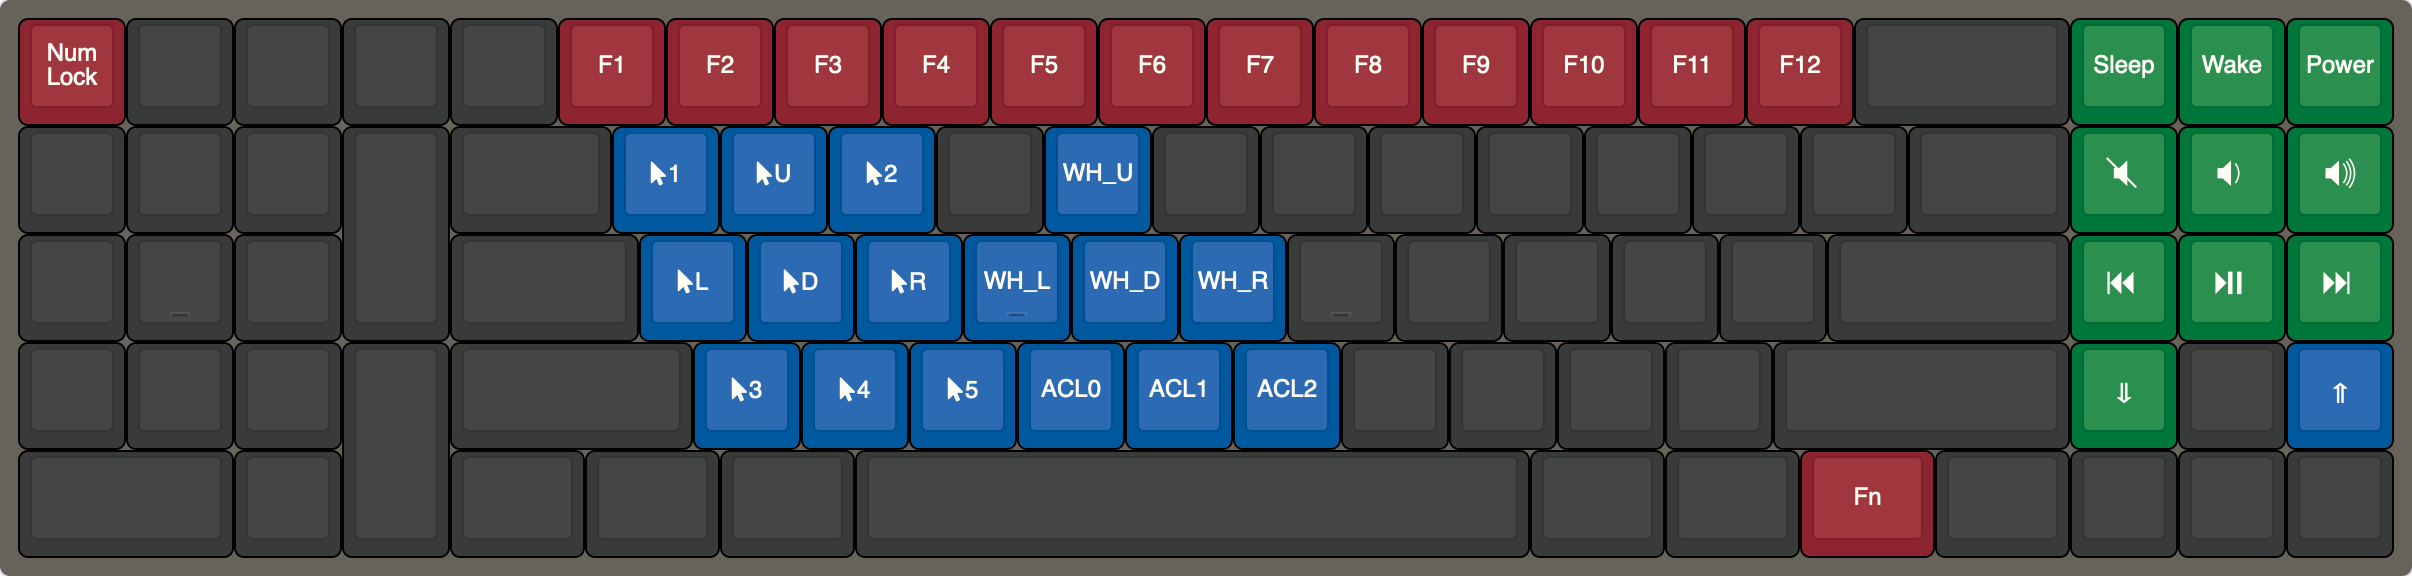 Num
Lock
F1 F2 F3 F4 F5 F6 F7 F8 F9 F10 F11 F12 Sleep Wake Power
1 U 2 WH_U
L D R WH_L WH_D WH_R
3 4 5 ACL0 ACL1 ACL2 ⇓ ⇑
Fn